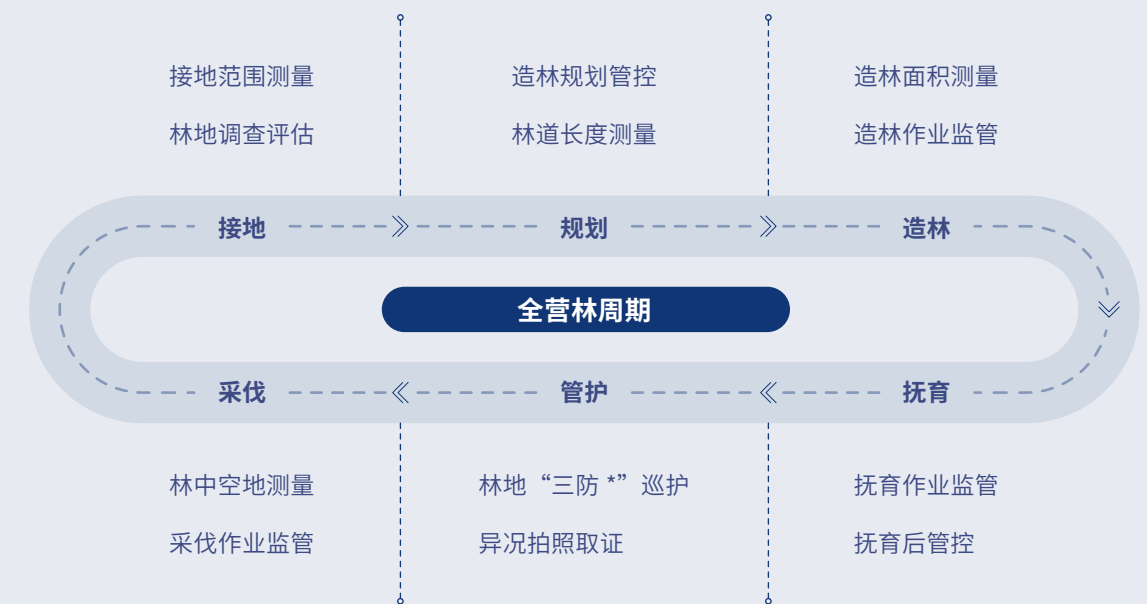 接地范围测量
林地调查评估
造林规划管控
林道长度测量
造林面积测量
造林作业监管
接地
规划
造林
全营林周期
采伐
管护
抚育
林中空地测量
采伐作业监管
林地“三防 *”巡护
异况拍照取证
抚育作业监管
抚育后管控